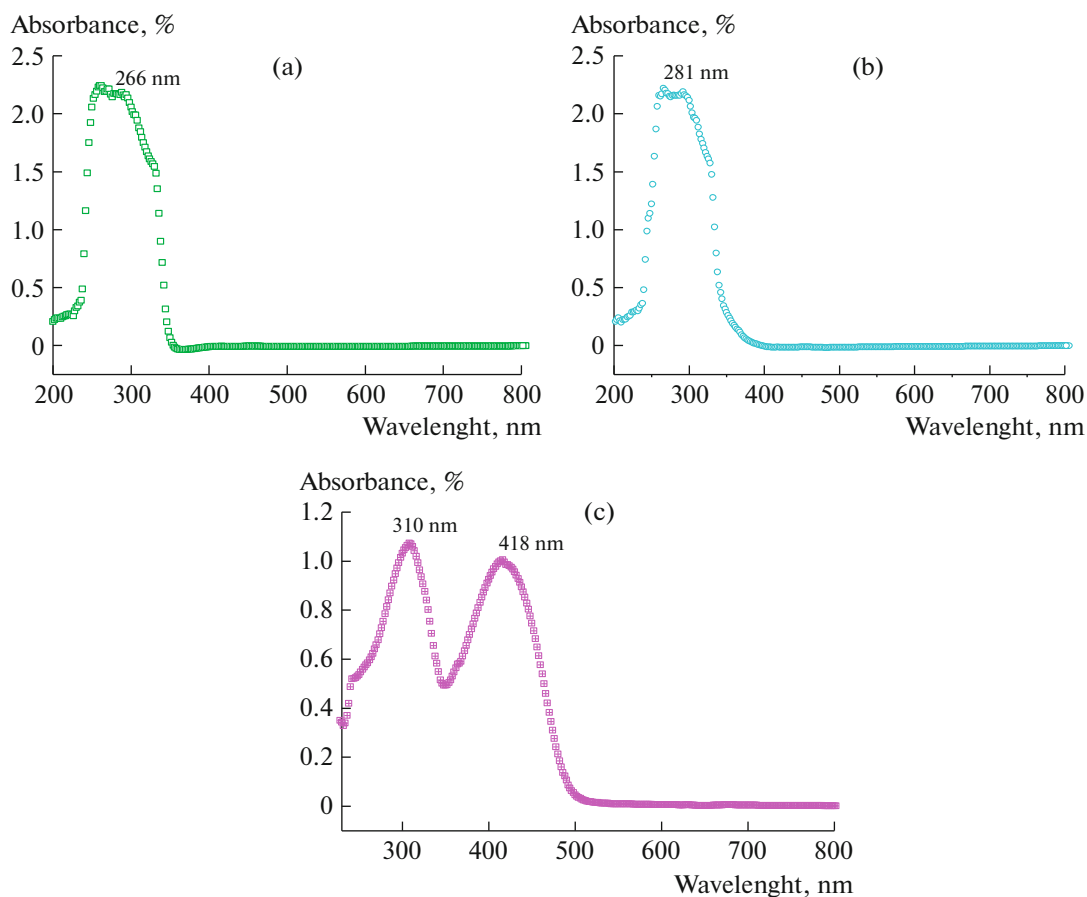 Absorbance, %
(a)
266 nm
2.5
2.0
1.5
1.0
0.5
0
200 300 400 500 600 700 800
Wavelenght, nm
Absorbance, %
(b)
281 nm
2.5
2.0
1.5
1.0
0.5
0
200 300 400 500 600 700 800
Wavelenght, nm
Absorbance, %
(c)
310 nm
418 nm
1.2
1.0
0.8
0.6
0.4
0.2
0
300 400 500 600 700 800
Wavelenght, nm